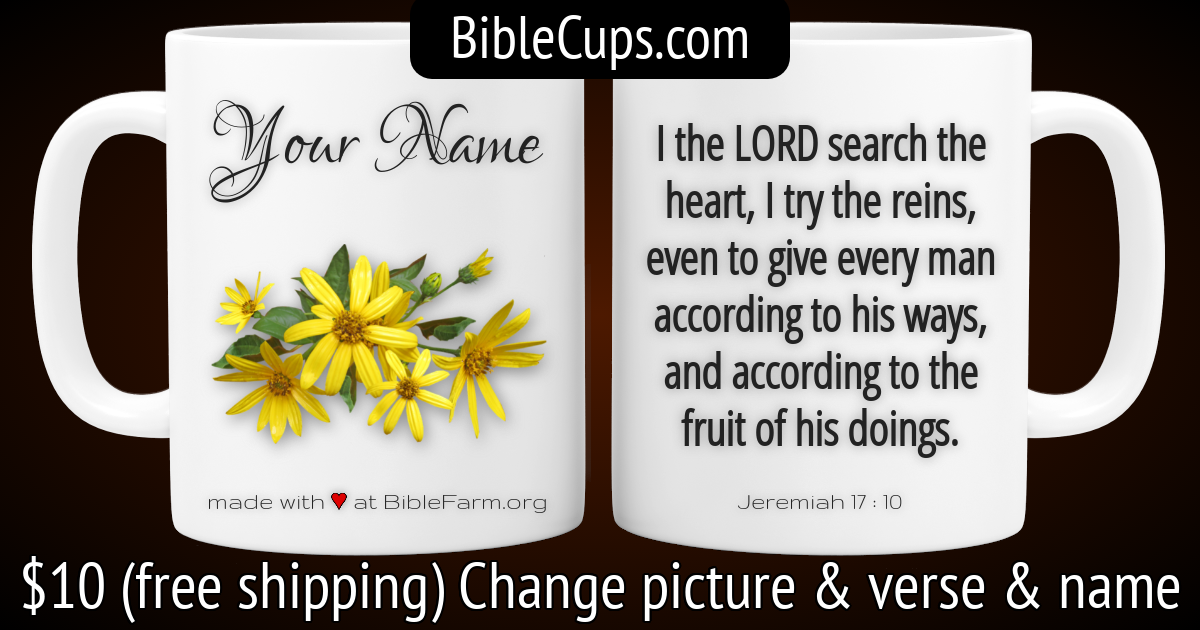 BibleCups.com
Your Name
made with ♥ at BibleFarm.org
I the LORD search the
heart, I try the reins,
even to give every man
according to his ways,
and according to the
fruit of his doings.
Jeremiah 17 : 10
$10 (free shipping) Change picture & verse & name